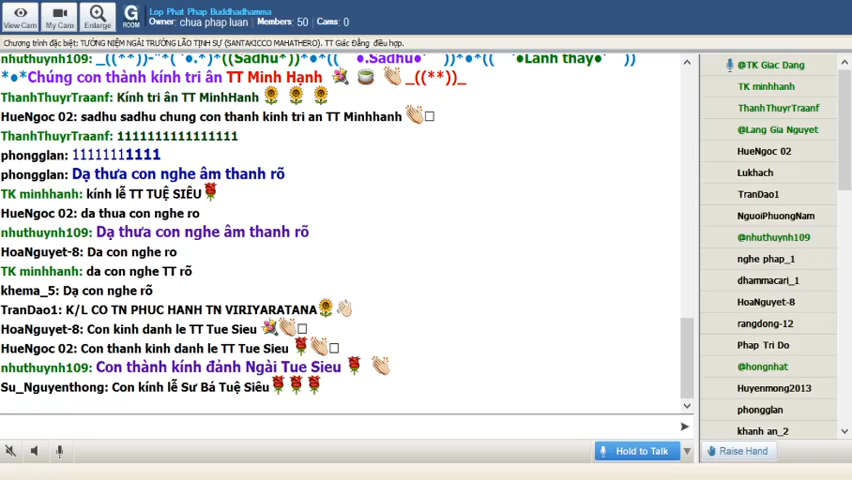 View Cam
My Cam
Enlarge
G
ROOM
Lop Phat Phap Buddhadhamma
Owner: chua phap luan Members: 50 Cams: 0
Chương trình đặc biệt: TƯỞNG NIỆM NGÀI TRƯỞNG LÃO TỊNH SỰ (SANTAKICCO MAHATHERO). TT Giác Đẳng điều hợp.
nhuthuynh109: _((**))-"*(`●.*)*((Sadhu*)*●*((`●.Sadhu●`))*●*((`*●Lanh thay●`))
*●*Chúng con thành kính tri ân TT Minh Hạnh _((**))_
ThanhThuyrTraanf: Kính tri ân TT MinhHanh
HueNgoc 02: sadhu sadhu chung con thanh kinh tri an TT Minhhanh
ThanhThuyrTraanf: 1111111111111111
phongglan: 11111111111
phongglan: Dạ thưa con nghe âm thanh rõ
TK minhhanh: kính lễ TT TUỆ SIÊU
HueNgoc 02: da thua con nghe ro
nhuthuynh109: Dạ thưa con nghe âm thanh rõ
HoaNguyet-8: Da con nghe ro
TK minhhanh: da con nghe TT rõ
khema_5: Dạ con nghe rõ
TranDao1: K/L CO TN PHUC HANH TN VIRIYARATANA
HoaNguyet-8: Con kinh danh le TT Tue Sieu
HueNgoc 02: Con thanh kinh danh le TT Tue Sieu
nhuthuynh109: Con thành kính đảnh Ngài Tue Sieu
Su_Nguyenthong: Con kính lễ Sư Bá Tuệ Siêu
Hold to Talk
Raise Hand
@TK Giac Dang
TK minhhanh
ThanhThuyrTraanf
@Lang Gia Nguyet
HueNgoc 02
Lukhach
TranDao1
NguoiPhuongNam
@nhuthuynh109
nghe phap_1
dhammacari_1
HoaNguyet-8
rangdong-12
Phap Tri Do
@hongnhat
Huyenmong2013
phongglan
khanh an_2